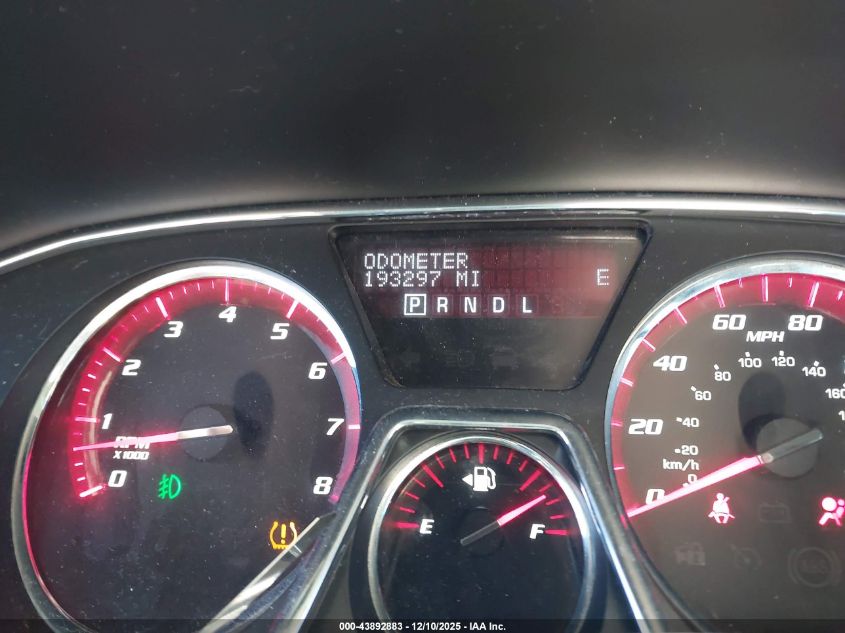 ODOMETER
193297 MI E
P R N D L
0 1 2 3 4 5 6 7 8
RPM
X1000
E F
0 20 40 60 80
MPH
0 20 40 60 80 100 120 140 160
km/h
000-43892883 - 12/10/2025 - IAA Inc.